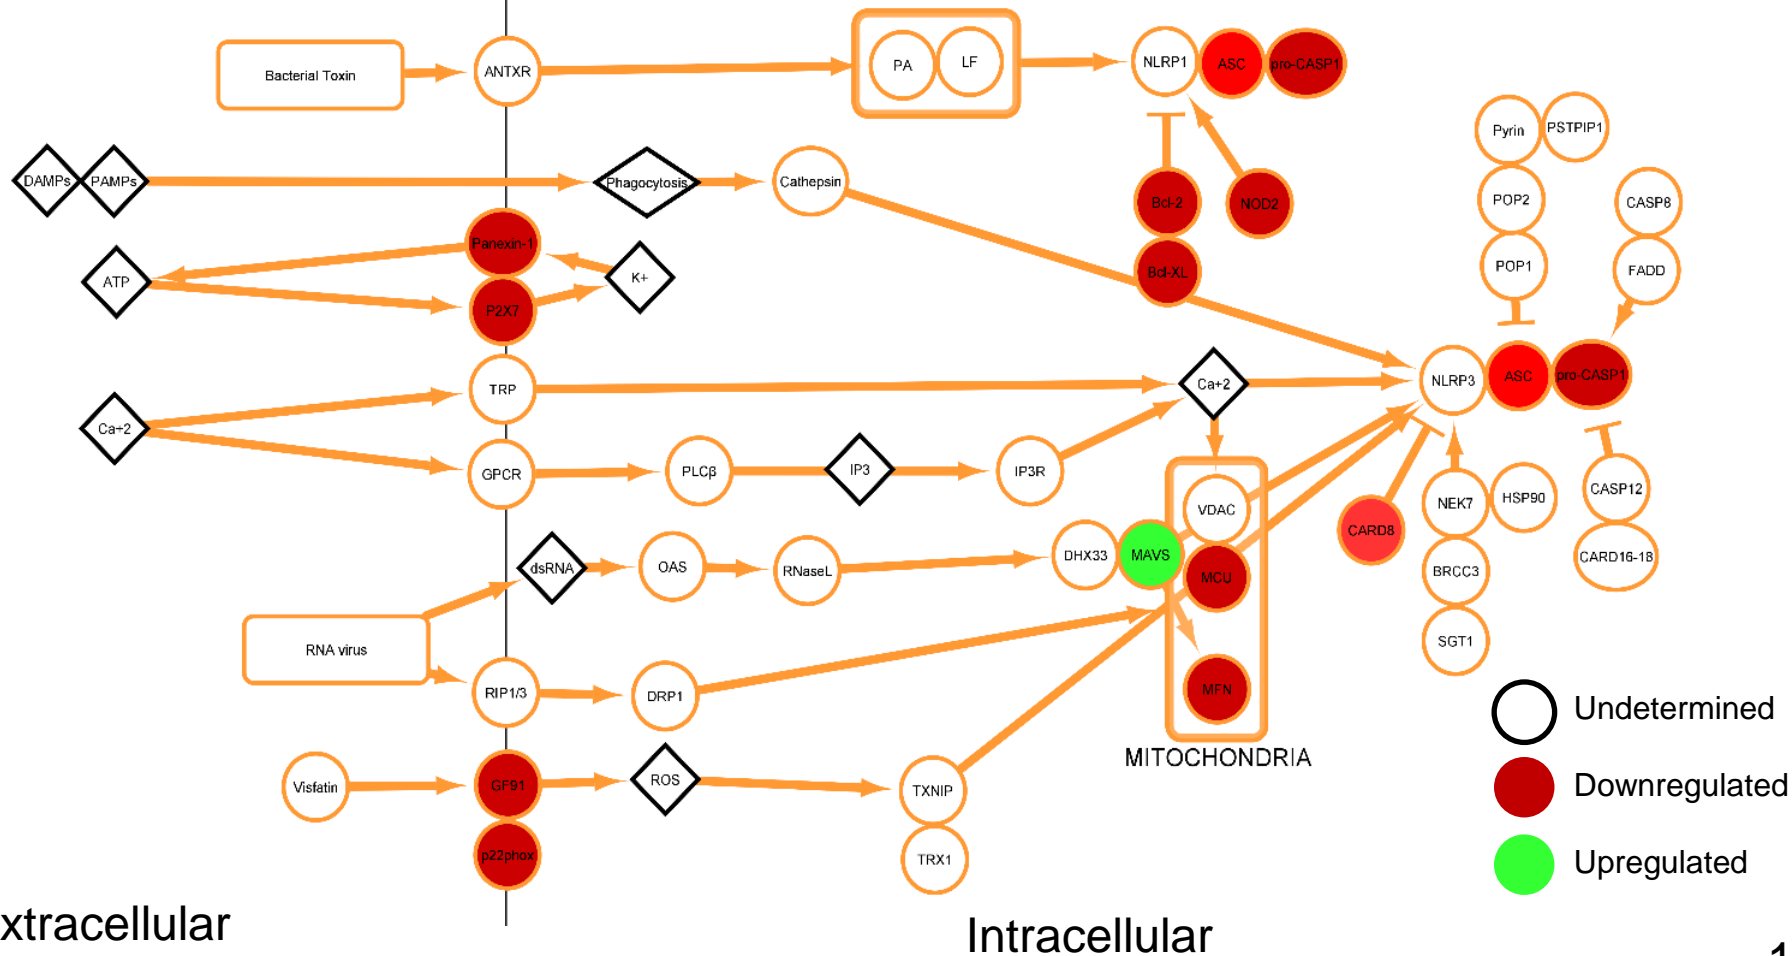 Bacterial Toxin
ANTXR
PA
LF
NLRP1
ASC
pro-CASP1
Pyrin
PSTPIP1
DAMPs
PAMPs
Phagocytosis
Cathepsin
Bcl-2
NOD2
POP2
CASP8
Panexin-1
ATP
K+
Bcl-XL
POP1
FADD
P2X7
TRP
Ca+2
NLRP3
ASC
pro-CASP1
Ca+2
GPCR
PLCβ
IP3
IP3R
VDAC
NEK7
HSP90
CASP12
CARD8
dsRNA
OAS
RNaseL
DHX33
MAVS
MCU
BRCC3
CARD16-18
RNA virus
SGT1
RIP1/3
DRP1
MFN
Undetermined
MITOCHONDRIA
Visfatin
GF91
ROS
TXNIP
Downregulated
p22phox
TRX1
Upregulated
xtracellular
Intracellular
1